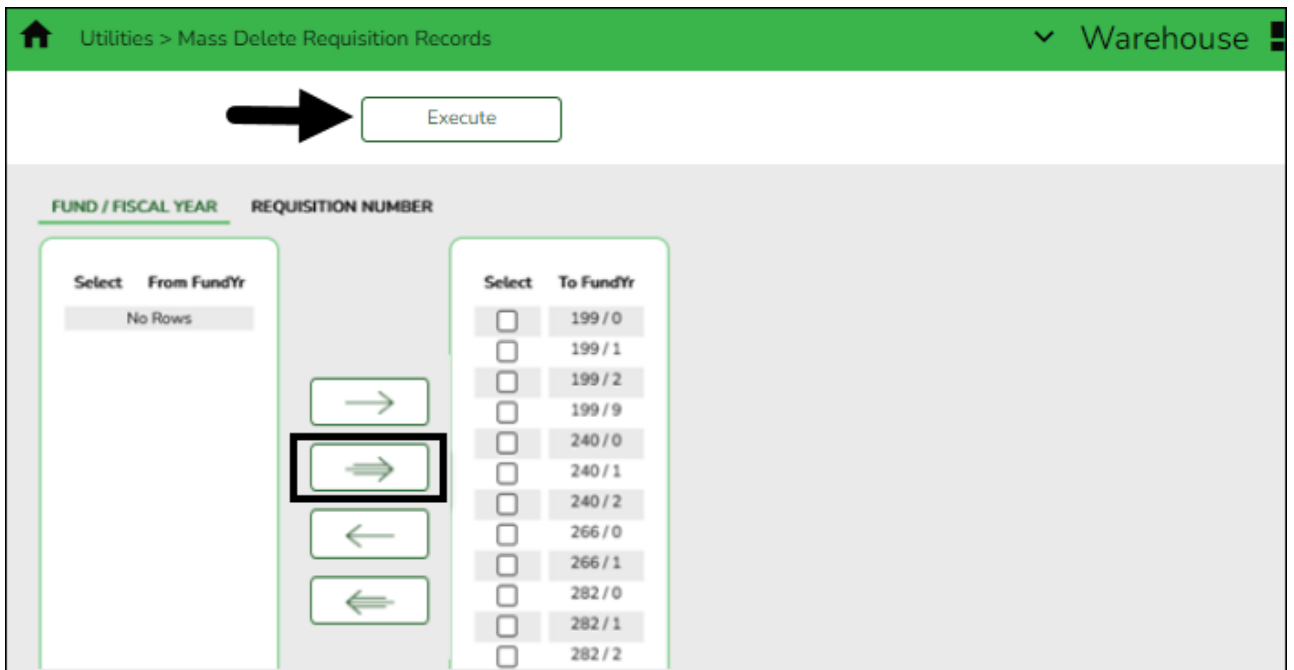 Utilities > Mass Delete Requisition Records
Warehouse
Execute
FUND / FISCAL YEAR REQUISITION NUMBER
Select From FundYr
No Rows
Select To FundYr
199 / 0
199 / 1
199 / 2
199 / 9
240 / 0
240 / 1
240 / 2
266 / 0
266 / 1
282 / 0
282 / 1
282 / 2